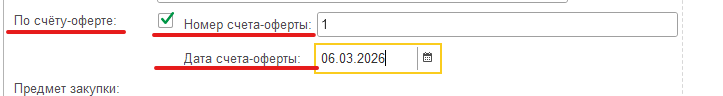 По счёту-оферте: Номер счета-оферты: 1
Дата счета-оферты: 06.03.2026
Предмет закупки: